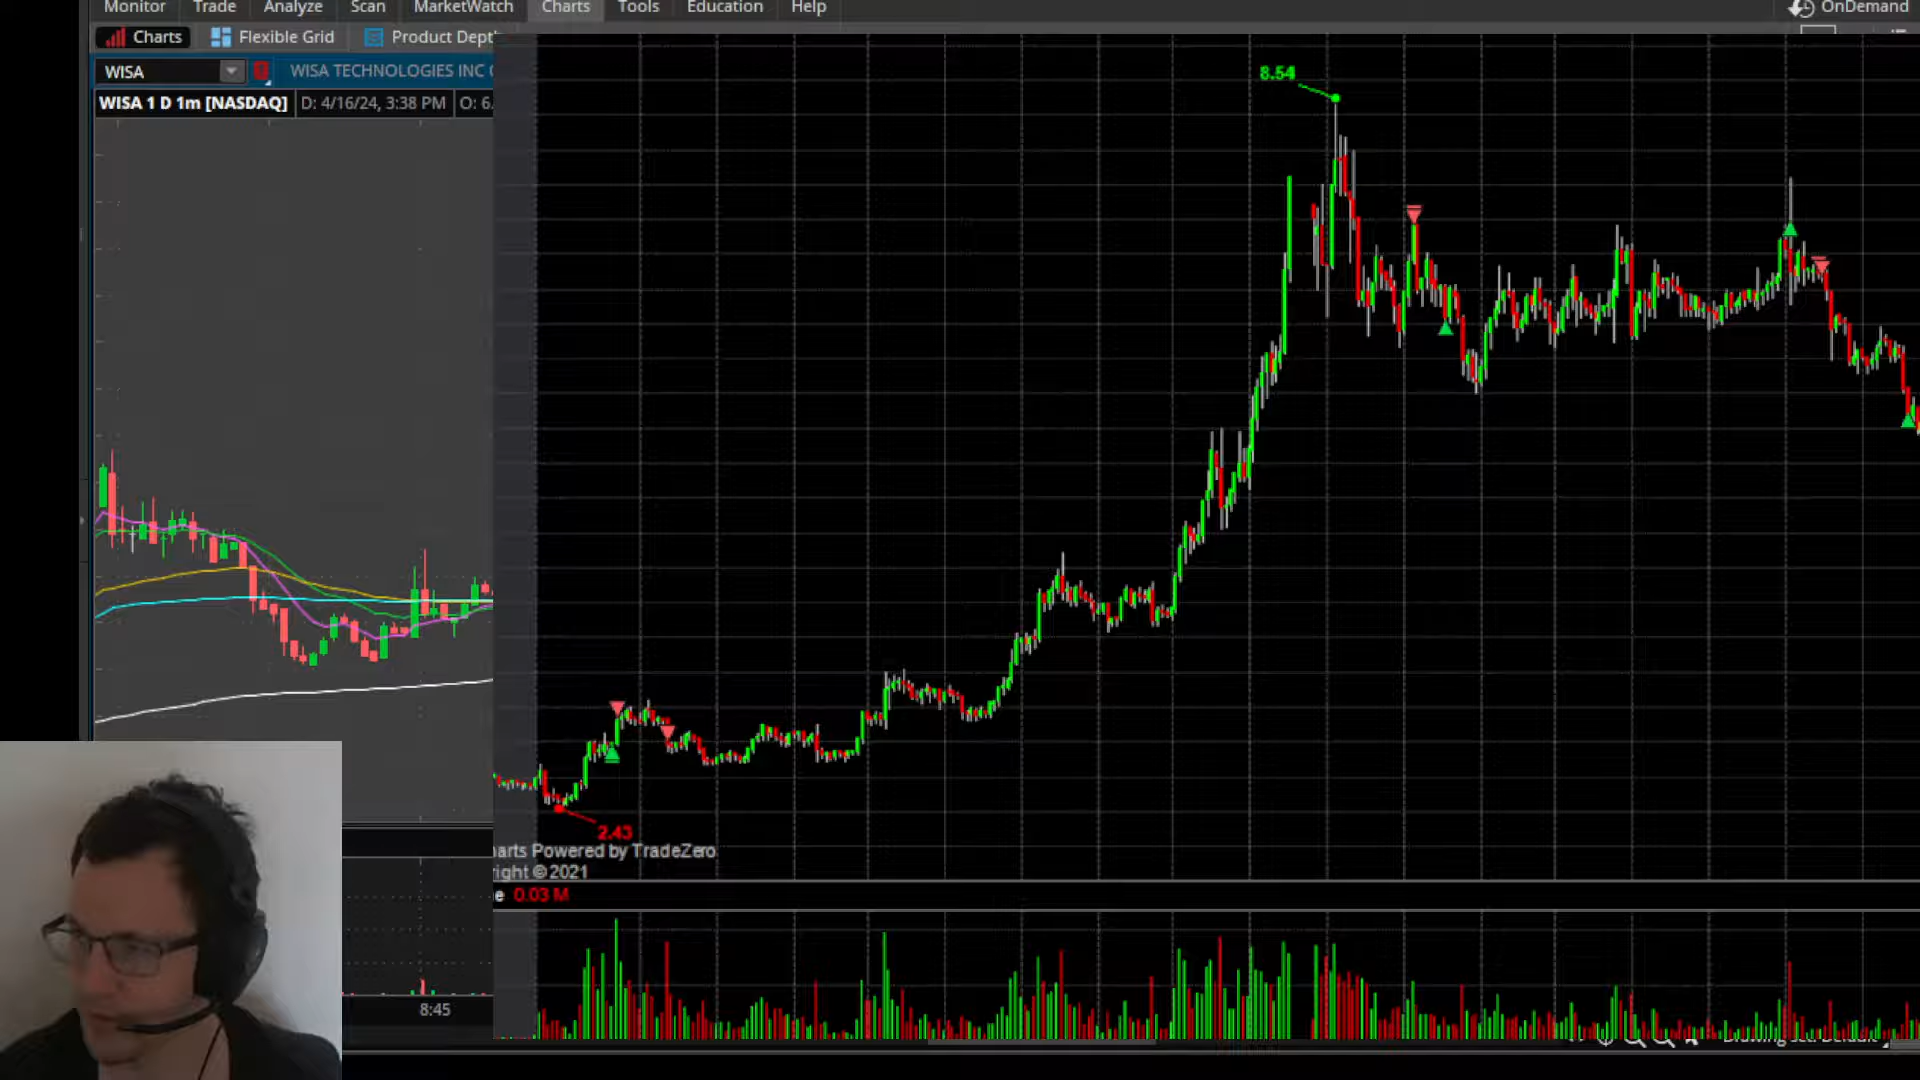 Monitor Trade Analyze Scan MarketWatch Charts Tools Education Help OnDemand
Charts Flexible Grid Product Dept
WISA WISA TECHNOLOGIES INC
WISA 1 D 1m [NASDAQ] D: 4/16/24, 3:38 PM O: 6.
8.54
2.43
arts Powered by TradeZero
right © 2021
e 0.03 M
8:45